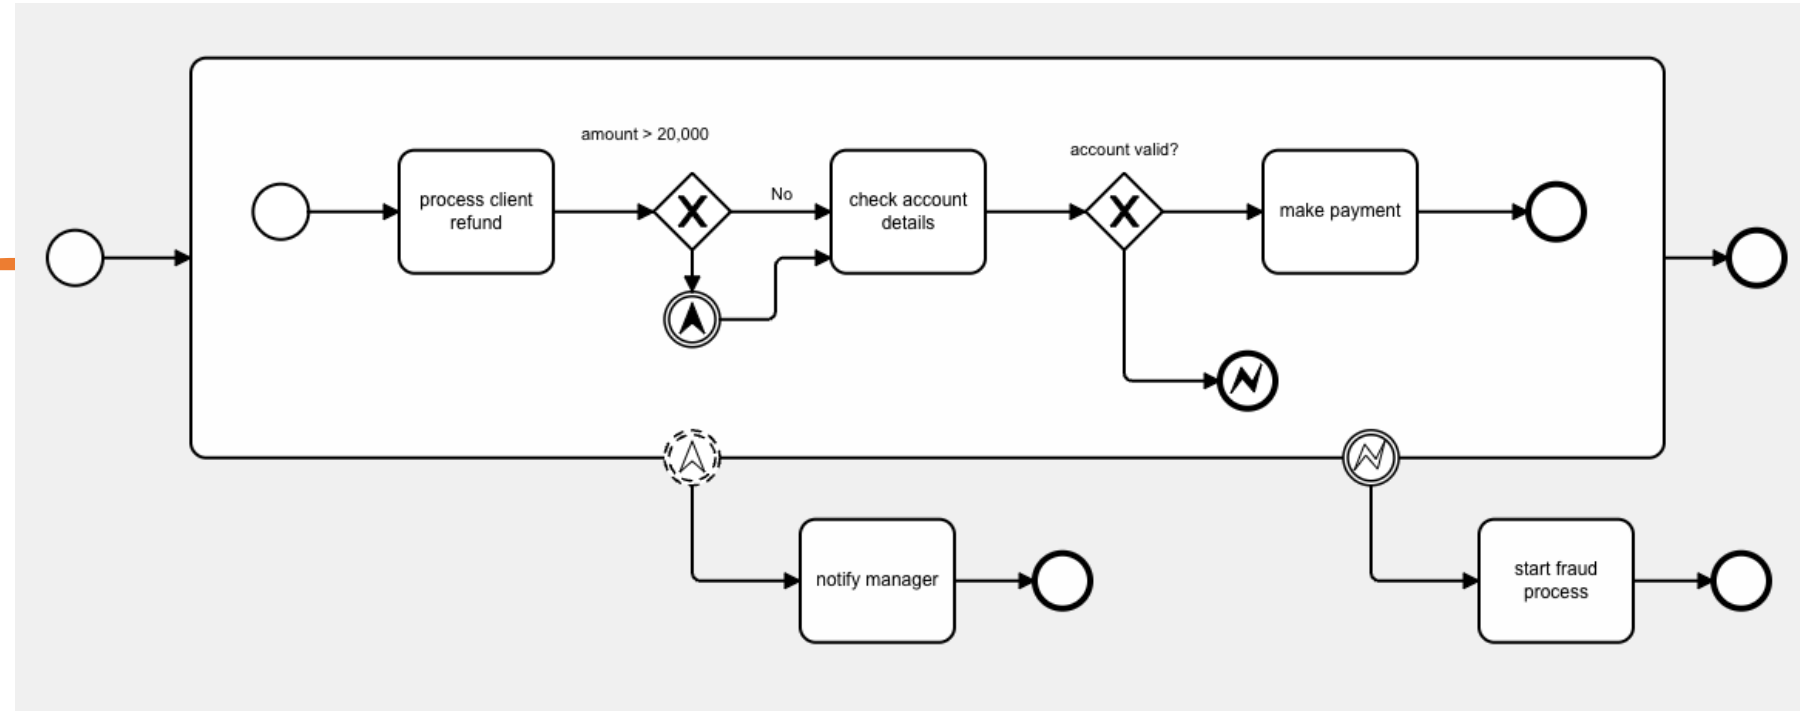 amount > 20,000
account valid?
process client
refund
No
check account
details
make payment
notify manager
start fraud
process